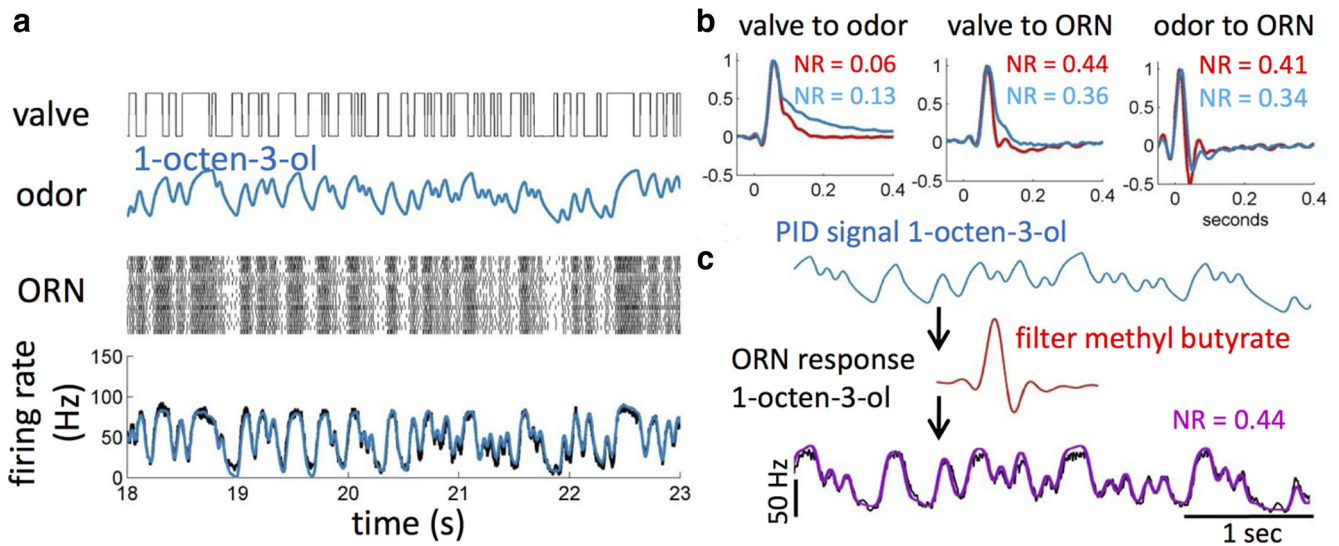 a
valve
1-octen-3-ol
odor
ORN
firing rate
(Hz)
150
100
50
0
18 19 20 21 22 23
time (s)
b
valve to odor
valve to ORN
odor to ORN
NR = 0.06
NR = 0.13
NR = 0.44
NR = 0.36
NR = 0.41
NR = 0.34
1
0.5
0
-0.5
0 0.2 0.4
1
0.5
0
-0.5
0 0.2 0.4
1
0.5
0
-0.5
0 0.2 0.4
seconds
c
PID signal 1-octen-3-ol
filter methyl butyrate
ORN response
1-octen-3-ol
NR = 0.44
50 Hz
1 sec